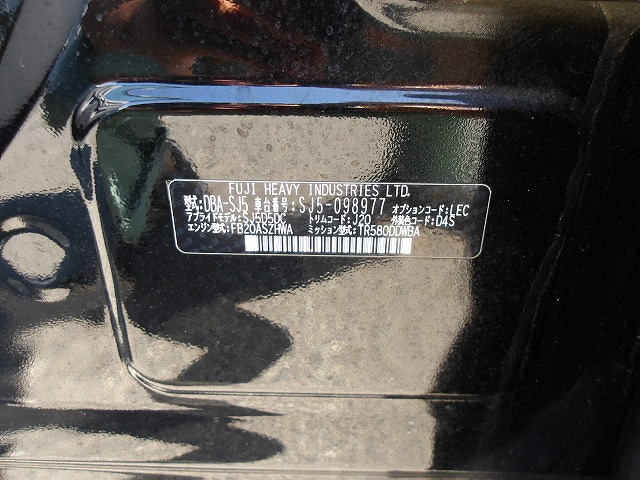 FUJI HEAVY INDUSTRIES LTD.
型式:DBA-SJ5 車台番号:SJ5-098977 オプションコード:LEC
アプライドモデル:SJ5D5DC トリムコード:J20 外装色コード:D4S
エンジン型式:FB20ASZHWA ミッション型式:TR580DDWBA